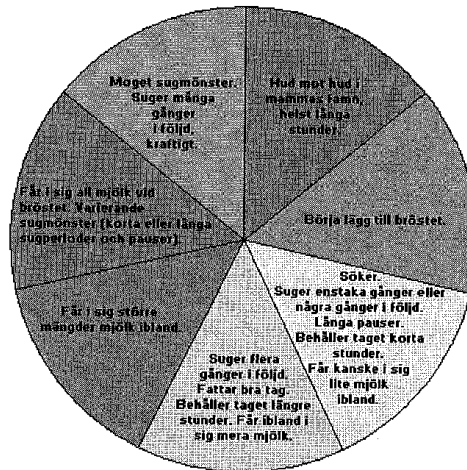 Hud mot hud i
mammas famn,
helst långa
stunder.
Börja lägg till bröstet.
Söker.
Suger enstaka gånger eller
några gånger i följd.
Långa pauser.
Behåller taget korta
stunder.
Får kanske i sig
lite mjölk
ibland.
Suger flera
gånger i följd.
Fattar bra tag.
Behåller taget längre
stunder. Får ibland i
sig mera mjölk.
Får i sig större
mängder mjölk ibland.
Får i sig all mjölk vid
bröstet. Varierande
sugmönster (korta eller långa
sugperioder och pauser).
Moget sugmönster.
Suger många
gånger
i följd,
kraftigt.